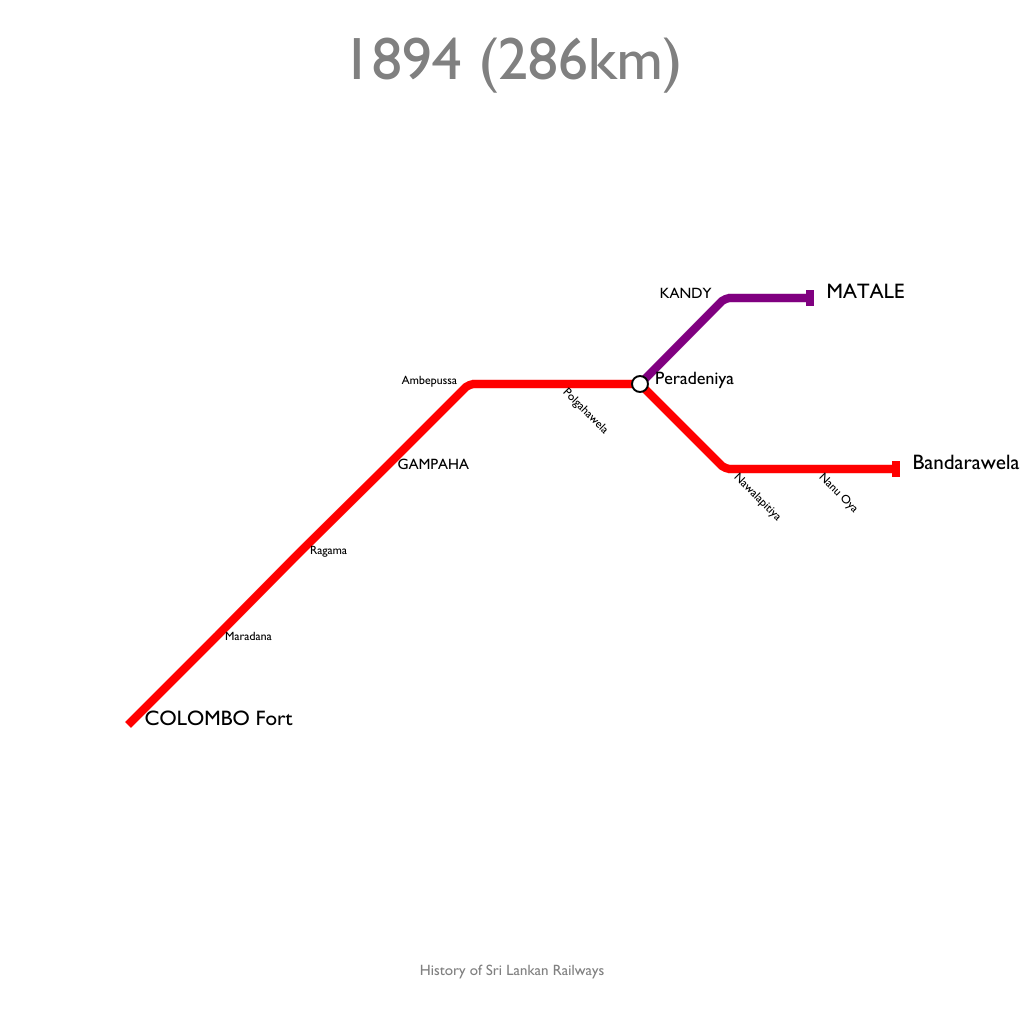 1894 (286km)
KANDY
MATALE
Ambepussa
Peradeniya
Polgahawela
GAMPAHA
Bandarawela
Nawalapitiya
Nanu Oya
Ragama
Maradana
COLOMBO Fort
History of Sri Lankan Railways